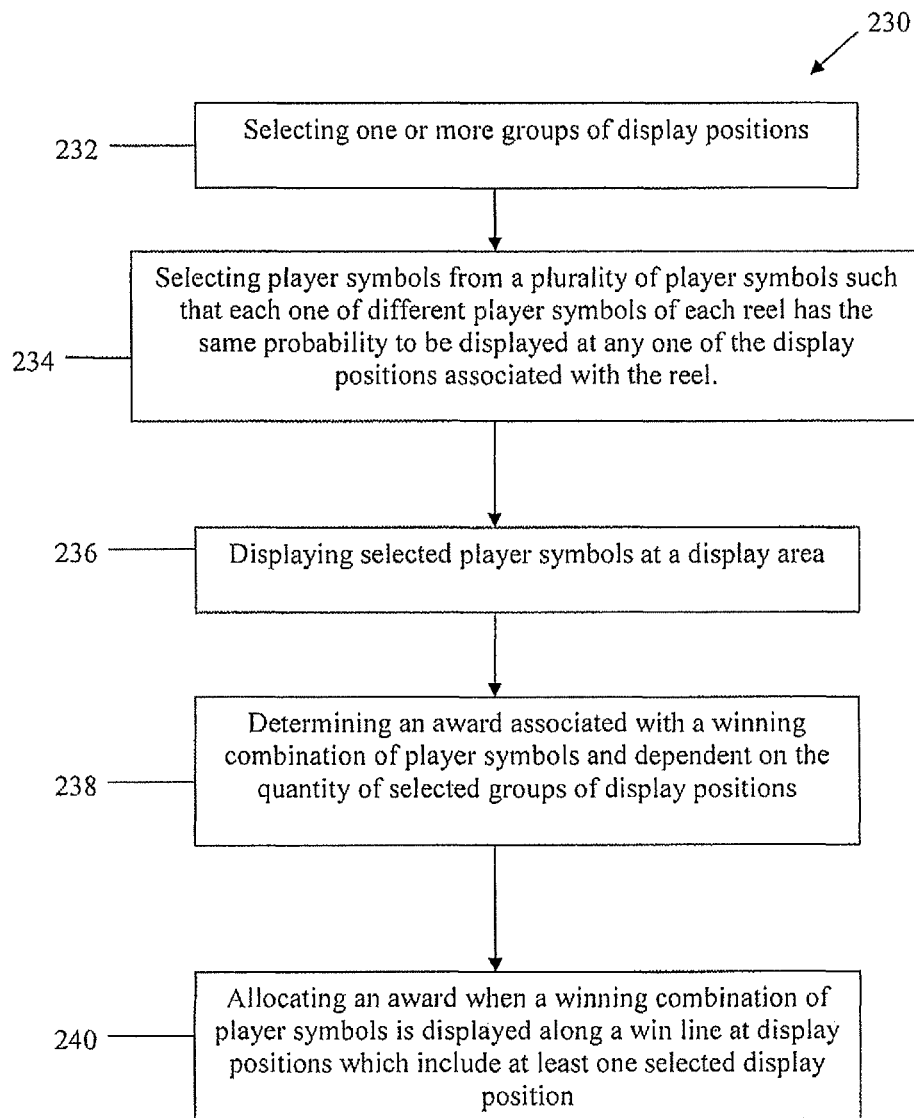 230
232
Selecting one or more groups of display positions
234
Selecting player symbols from a plurality of player symbols such
that each one of different player symbols of each reel has the
same probability to be displayed at any one of the display
positions associated with the reel.
236
Displaying selected player symbols at a display area
238
Determining an award associated with a winning
combination of player symbols and dependent on the
quantity of selected groups of display positions
240
Allocating an award when a winning combination of
player symbols is displayed along a win line at display
positions which include at least one selected display
position